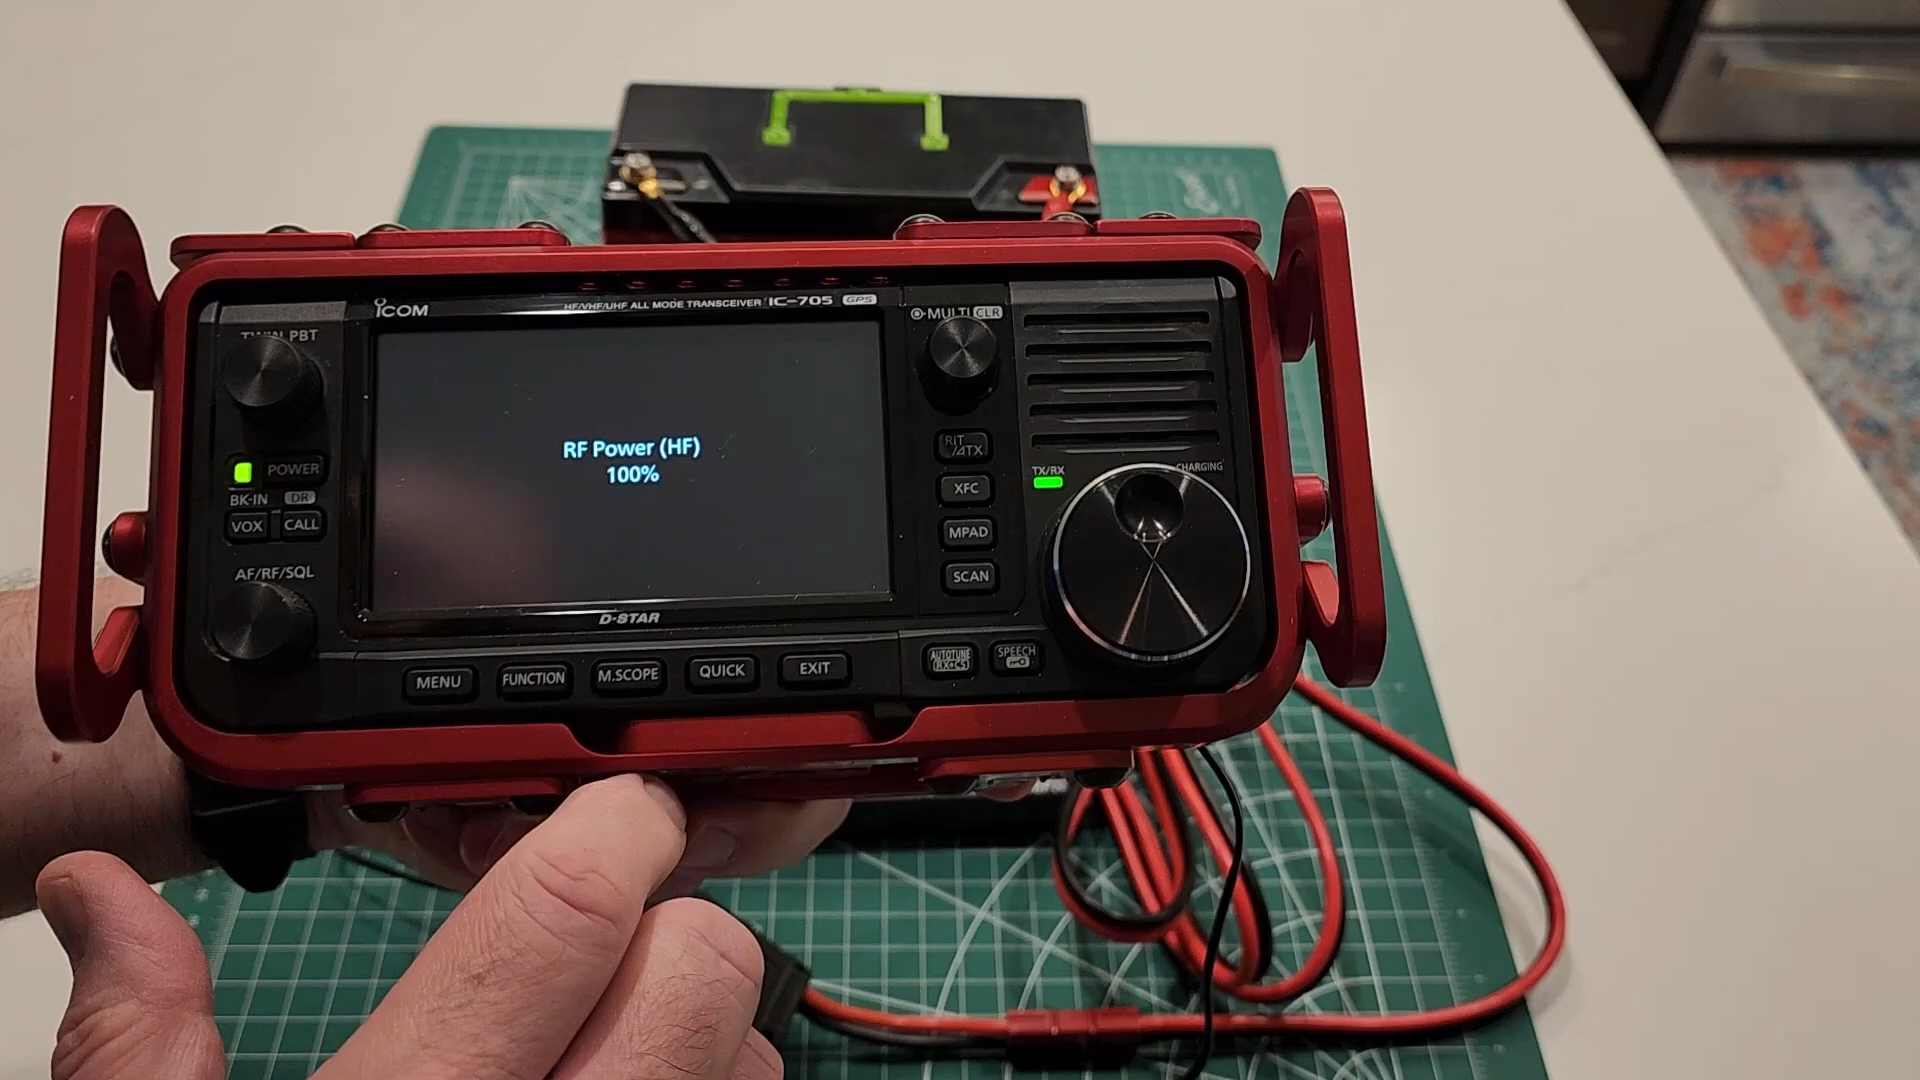 ICOM
HF/VHF/UHF ALL MODE TRANSCEIVER IC-705 GPS
MULTI CLR
TWIN PBT
RF Power (HF)
100%
RIT
/⊿TX
POWER
TX/RX
CHARGING
XFC
BK-IN DR
VOX CALL
MPAD
AF/RF/SQL
SCAN
D-STAR
MENU FUNCTION M.SCOPE QUICK EXIT
AUTOTUNE
RX→CS
SPEECH